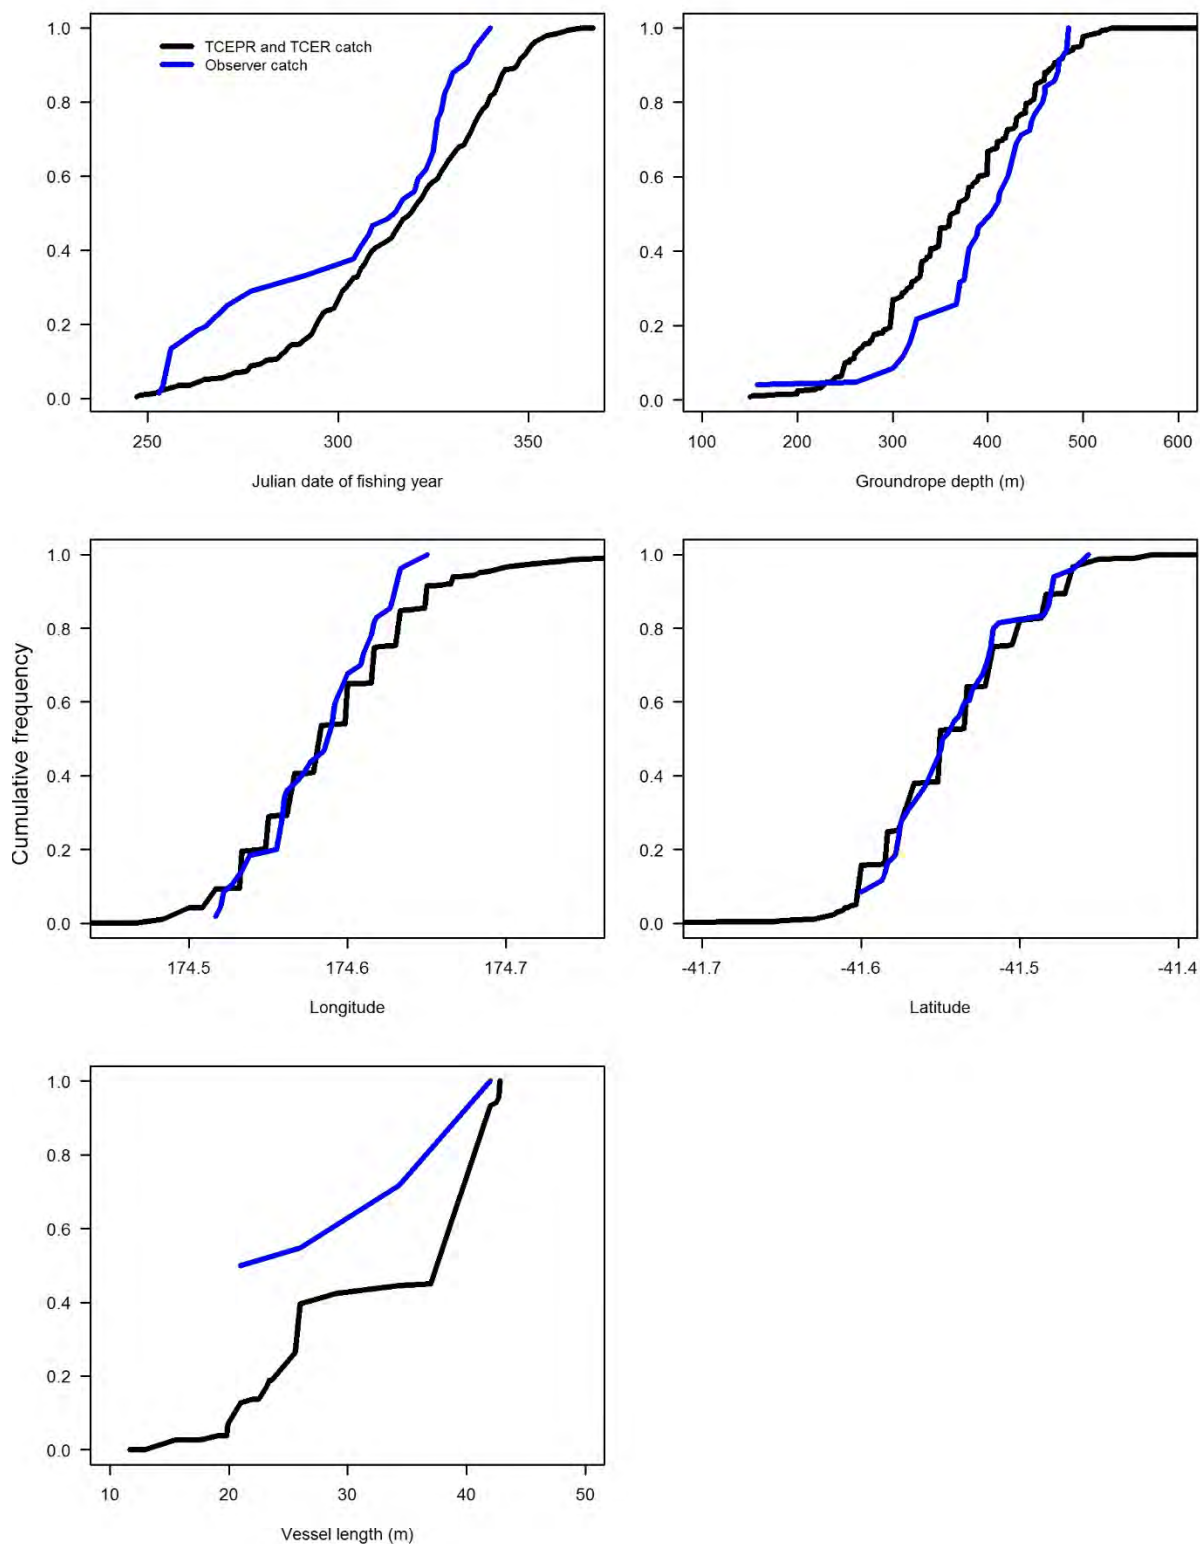 1.0
0.8
0.6
0.4
0.2
0.0
TCEPR and TCER catch
Observer catch
250 300 350
Julian date of fishing year
1.0
0.8
0.6
0.4
0.2
0.0
100 200 300 400 500 600
Groundrope depth (m)
Cumulative frequency
1.0
0.8
0.6
0.4
0.2
0.0
174.5 174.6 174.7
Longitude
1.0
0.8
0.6
0.4
0.2
0.0
-41.7 -41.6 -41.5 -41.4
Latitude
1.0
0.8
0.6
0.4
0.2
0.0
10 20 30 40 50
Vessel length (m)